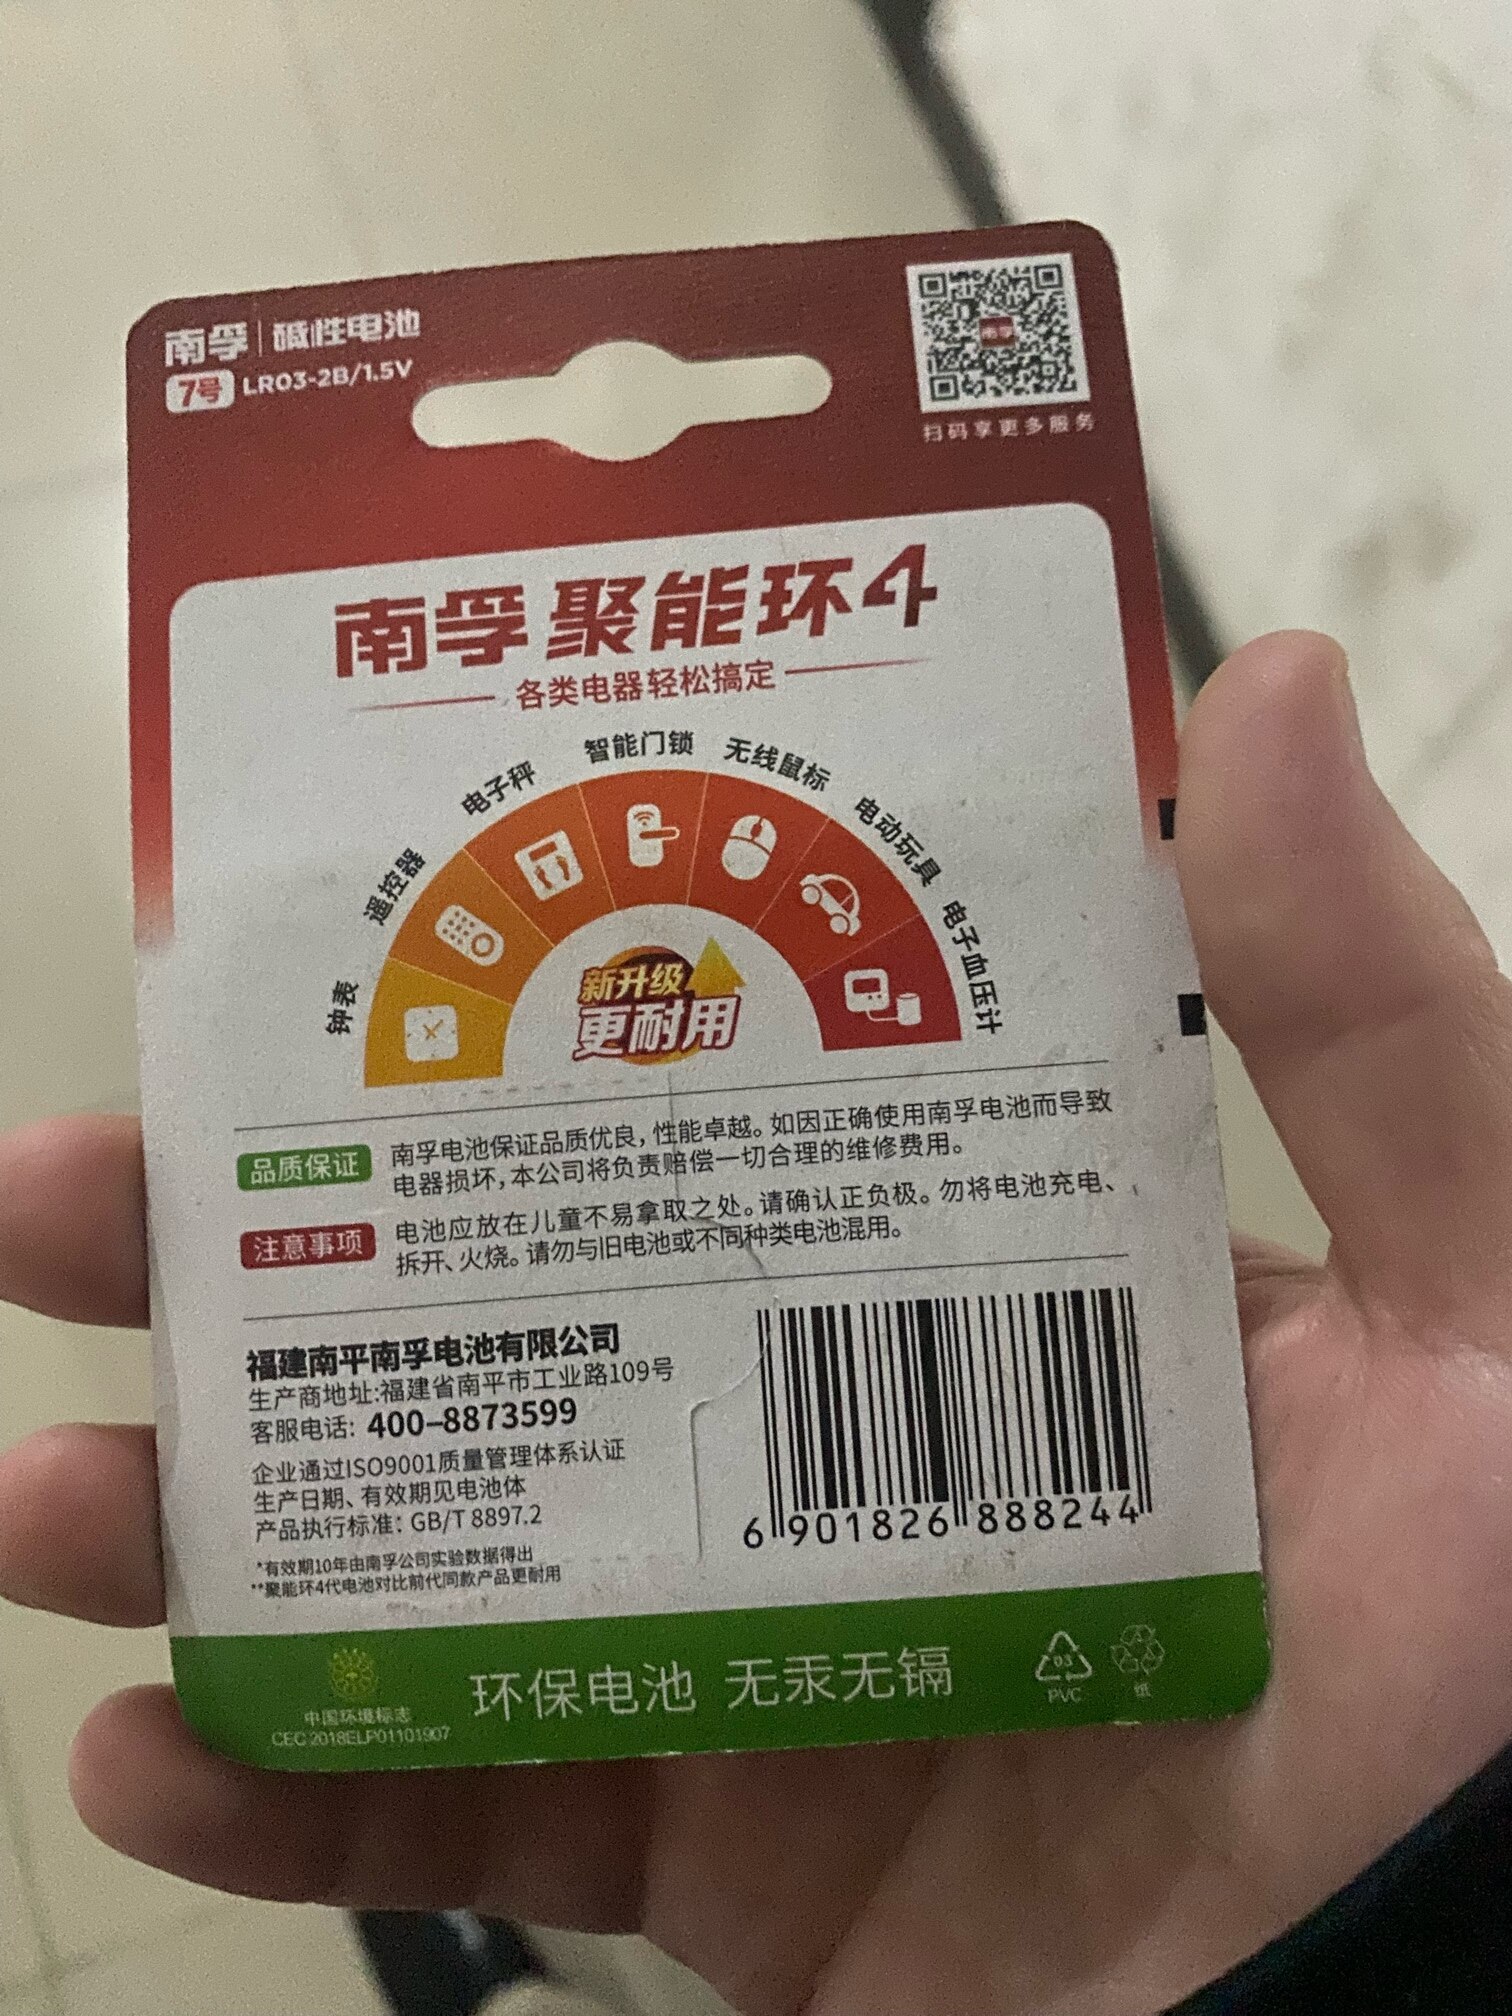 南孚 | 碱性电池
7号 LR03-2B/1.5V
南孚
扫码享更多服务
南孚 聚能环4
各类电器轻松搞定
钟表
遥控器
电子秤
智能门锁
无线鼠标
电动玩具
电子血压计
新升级
更耐用
品质保证
南孚电池保证品质优良，性能卓越。如因正确使用南孚电池而导致
电器损坏，本公司将负责赔偿一切合理的维修费用。
注意事项
电池应放在儿童不易拿取之处。请确认正负极。勿将电池充电、
拆开、火烧。请勿与旧电池或不同种类电池混用。
福建南平南孚电池有限公司
生产商地址:福建省南平市工业路109号
客服电话: 400-8873599
企业通过ISO9001质量管理体系认证
生产日期、有效期见电池体
产品执行标准: GB/T 8897.2
*有效期10年由南孚公司实验数据得出
**聚能环4代电池对比前代同款产品更耐用
6 901826 888244
中国环境标志
CEC 2018ELP01101907
环保电池 无汞无镉
03
PVC
纸